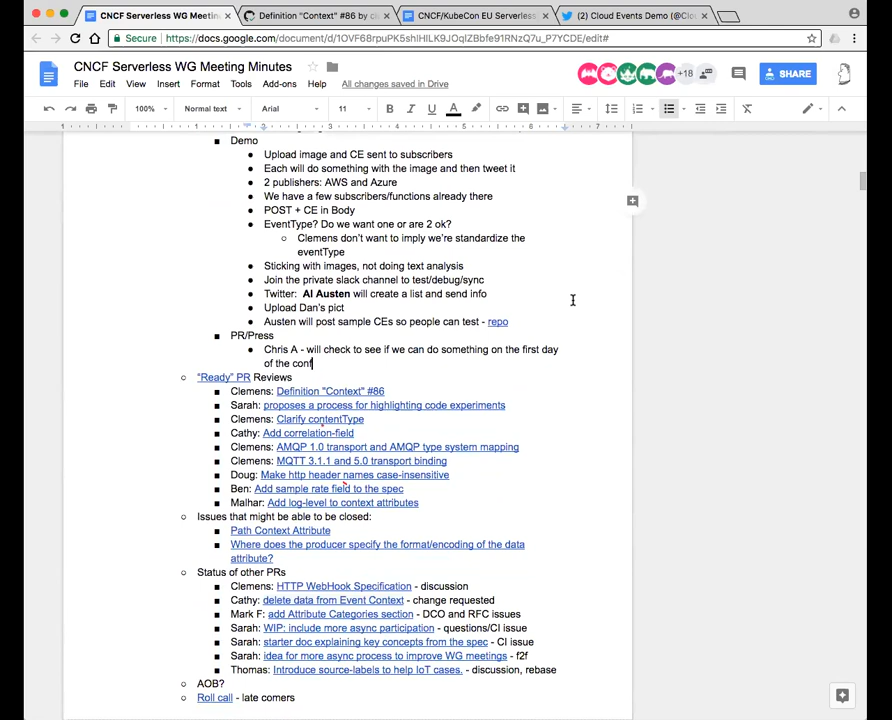 CNCF Serverless WG Meetin
Definition "Context" #86 by cl
CNCF/KubeCon EU Serverless
(2) Cloud Events Demo (@Clou
Secure https://docs.google.com/document/d/1OVF68rpuPK5shlHILK9JOqlZBbfe91RNzQ7u_P7YCDE/edit#
CNCF Serverless WG Meeting Minutes
File Edit View Insert Format Tools Add-ons Help All changes saved in Drive
+18
SHARE
100% Normal text Arial 11 B I U A
1 1 2 3 4 5 6 7
■ Demo
● Upload image and CE sent to subscribers
● Each will do something with the image and then tweet it
● 2 publishers: AWS and Azure
● We have a few subscribers/functions already there
● POST + CE in Body
● EventType? Do we want one or are 2 ok?
○ Clemens don't want to imply we're standardize the
eventType
● Sticking with images, not doing text analysis
● Join the private slack channel to test/debug/sync
● Twitter: AI Austen will create a list and send info
● Upload Dan's pict
● Austen will post sample CEs so people can test - repo
■ PR/Press
● Chris A - will check to see if we can do something on the first day
of the conf
○ "Ready" PR Reviews
■ Clemens: Definition "Context" #86
■ Sarah: proposes a process for highlighting code experiments
■ Clemens: Clarify contentType
■ Cathy: Add correlation-field
■ Clemens: AMQP 1.0 transport and AMQP type system mapping
■ Clemens: MQTT 3.1.1 and 5.0 transport binding
■ Doug: Make http header names case-insensitive
■ Ben: Add sample rate field to the spec
■ Malhar: Add log-level to context attributes
○ Issues that might be able to be closed:
■ Path Context Attribute
■ Where does the producer specify the format/encoding of the data
attribute?
○ Status of other PRs
■ Clemens: HTTP WebHook Specification - discussion
■ Cathy: delete data from Event Context - change requested
■ Mark F: add Attribute Categories section - DCO and RFC issues
■ Sarah: WIP: include more async participation - questions/CI issue
■ Sarah: starter doc explaining key concepts from the spec - CI issue
■ Sarah: idea for more async process to improve WG meetings - f2f
■ Thomas: Introduce source-labels to help IoT cases. - discussion, rebase
○ AOB?
○ Roll call - late comers